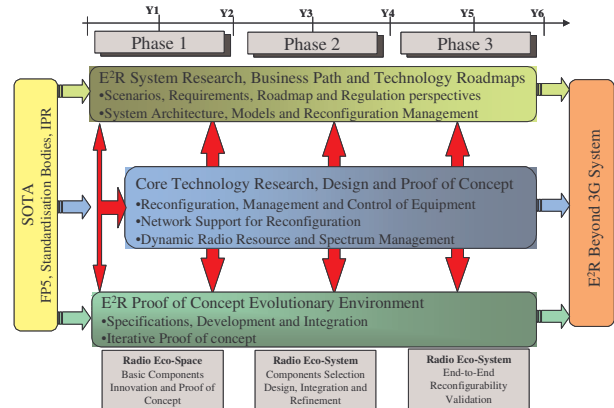 Y1 Y2 Y3 Y4 Y5 Y6
Phase 1 Phase 2 Phase 3
SOTA
FP5, Standardisation Bodies, IPR
E²R System Research, Business Path and Technology Roadmaps
•Scenarios, Requirements, Roadmap and Regulation perspectives
•System Architecture, Models and Reconfiguration Management
Core Technology Research, Design and Proof of Concept
•Reconfiguration, Management and Control of Equipment
•Network Support for Reconfiguration
•Dynamic Radio Resource and Spectrum Management
E²R Proof of Concept Evolutionary Environment
•Specifications, Development and Integration
•Iterative Proof of concept
E²R Beyond 3G System
Radio Eco-Space
Basic Components
Innovation and Proof of
Concept
Radio Eco-System
Components Selection
Design, Integration and
Refinement
Radio Eco-System
End-to-End
Reconfigurability
Validation